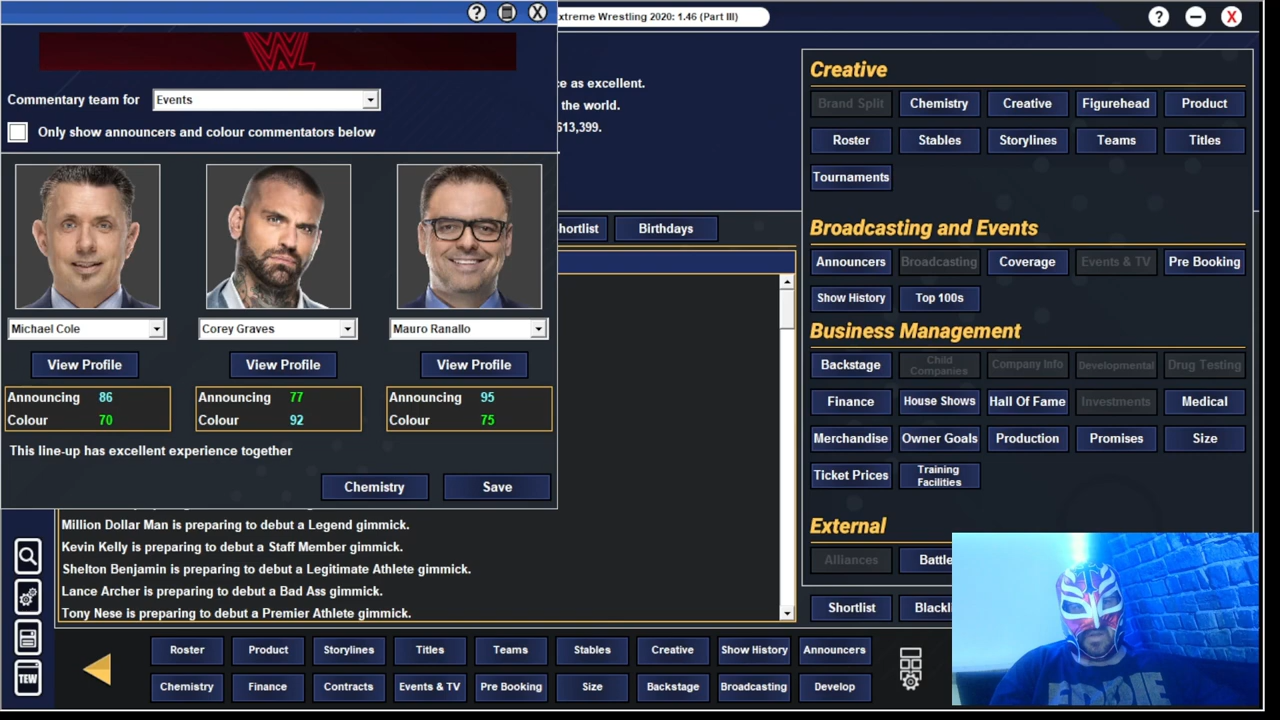 xtreme Wrestling 2020: 1.46 (Part III)
Commentary team for Events
Only show announcers and colour commentators below
Michael Cole
Corey Graves
Mauro Ranallo
View Profile
View Profile
View Profile
Announcing 86
Colour 70
Announcing 77
Colour 92
Announcing 95
Colour 75
This line-up has excellent experience together
Chemistry
Save
ce as excellent.
the world.
513,399.
hortlist
Birthdays
Million Dollar Man is preparing to debut a Legend gimmick.
Kevin Kelly is preparing to debut a Staff Member gimmick.
Shelton Benjamin is preparing to debut a Legitimate Athlete gimmick.
Lance Archer is preparing to debut a Bad Ass gimmick.
Tony Nese is preparing to debut a Premier Athlete gimmick.
Creative
Brand Split Chemistry Creative Figurehead Product
Roster Stables Storylines Teams Titles
Tournaments
Broadcasting and Events
Announcers Broadcasting Coverage Events & TV Pre Booking
Show History Top 100s
Business Management
Backstage Child Companies Company Info Developmental Drug Testing
Finance House Shows Hall Of Fame Investments Medical
Merchandise Owner Goals Production Promises Size
Ticket Prices Training Facilities
External
Alliances Battle
Shortlist Blackli
TEW
Roster Product Storylines Titles Teams Stables Creative Show History Announcers
Chemistry Finance Contracts Events & TV Pre Booking Size Backstage Broadcasting Develop
EDDIE